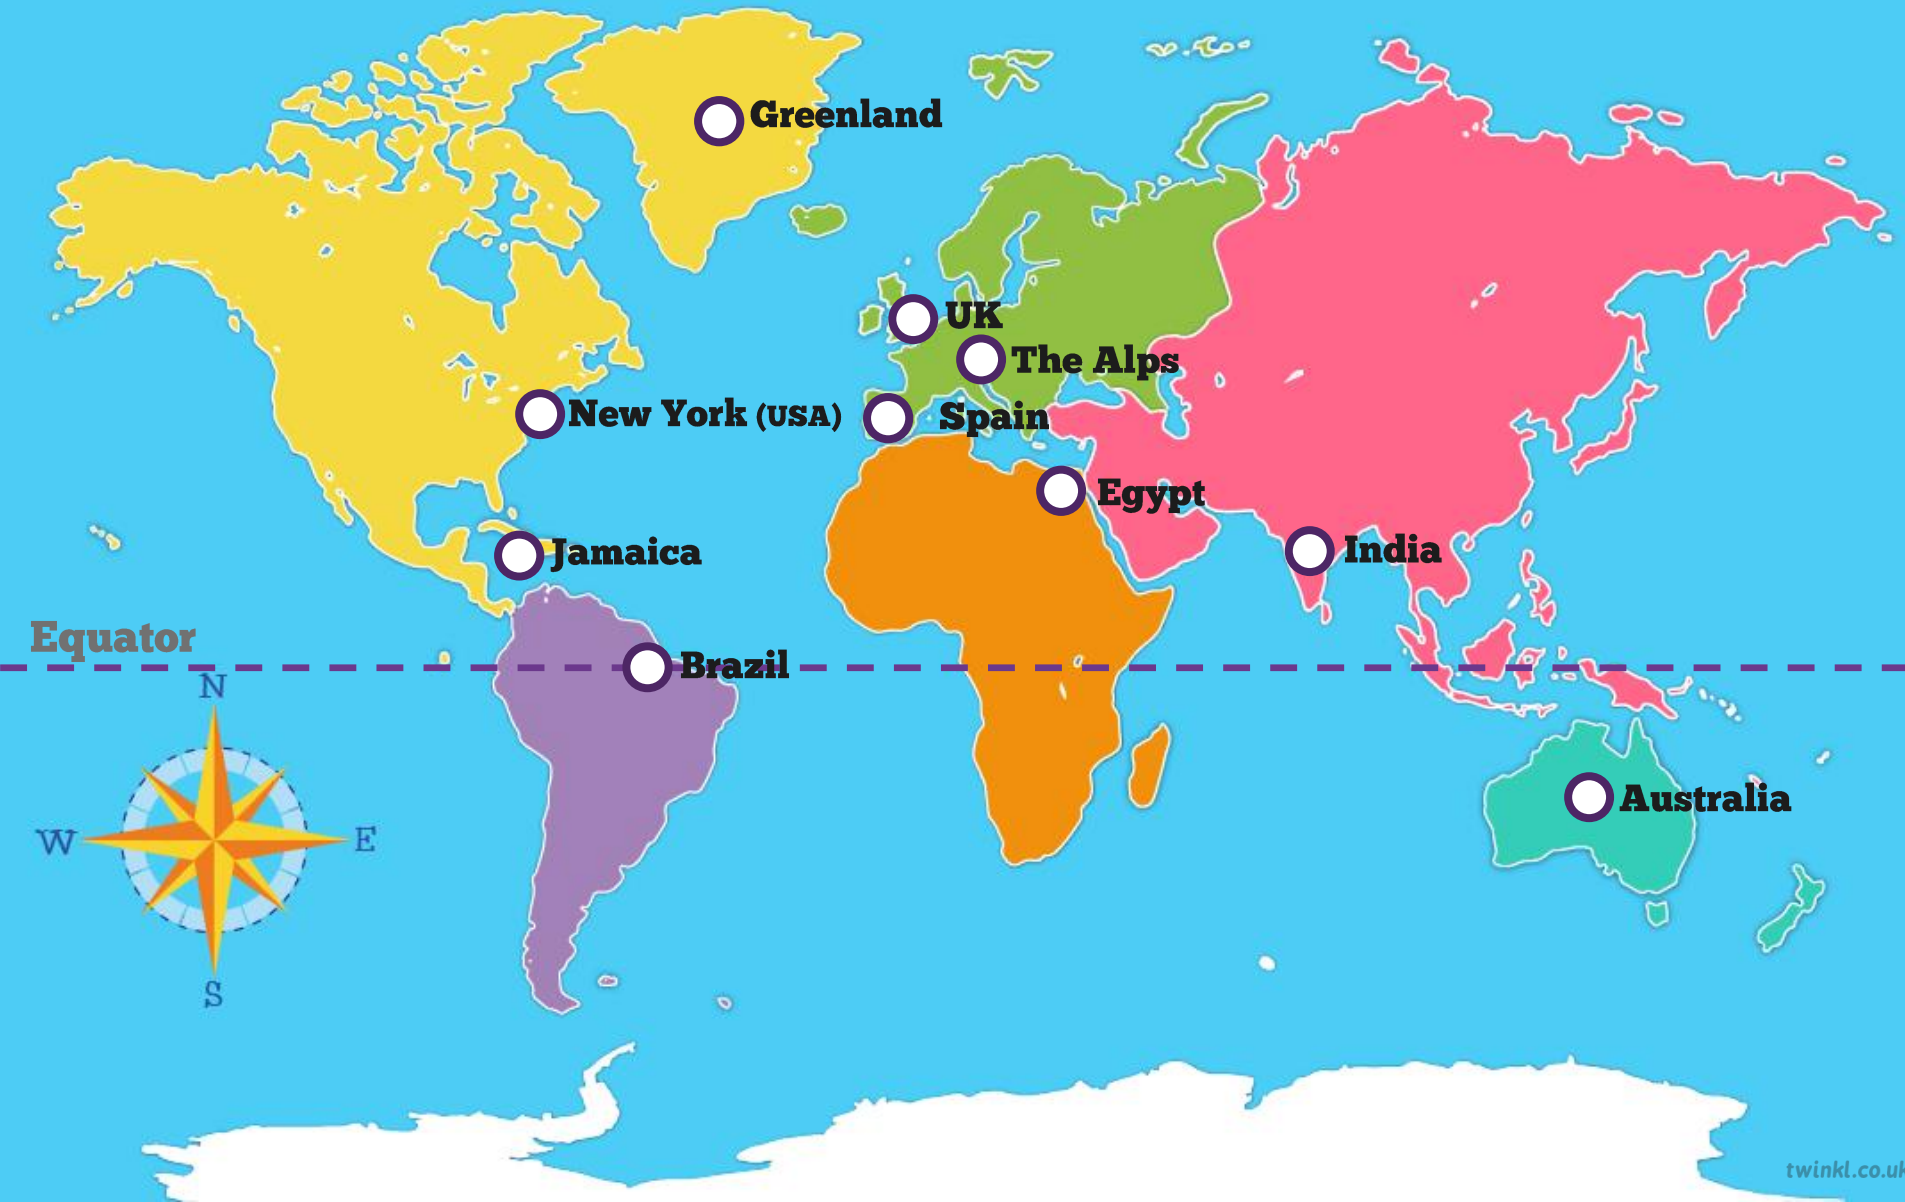 Greenland
UK
The Alps
New York (USA)
Spain
Egypt
Jamaica
India
Equator
Brazil
N
W
E
S
Australia
twinkl.co.uk